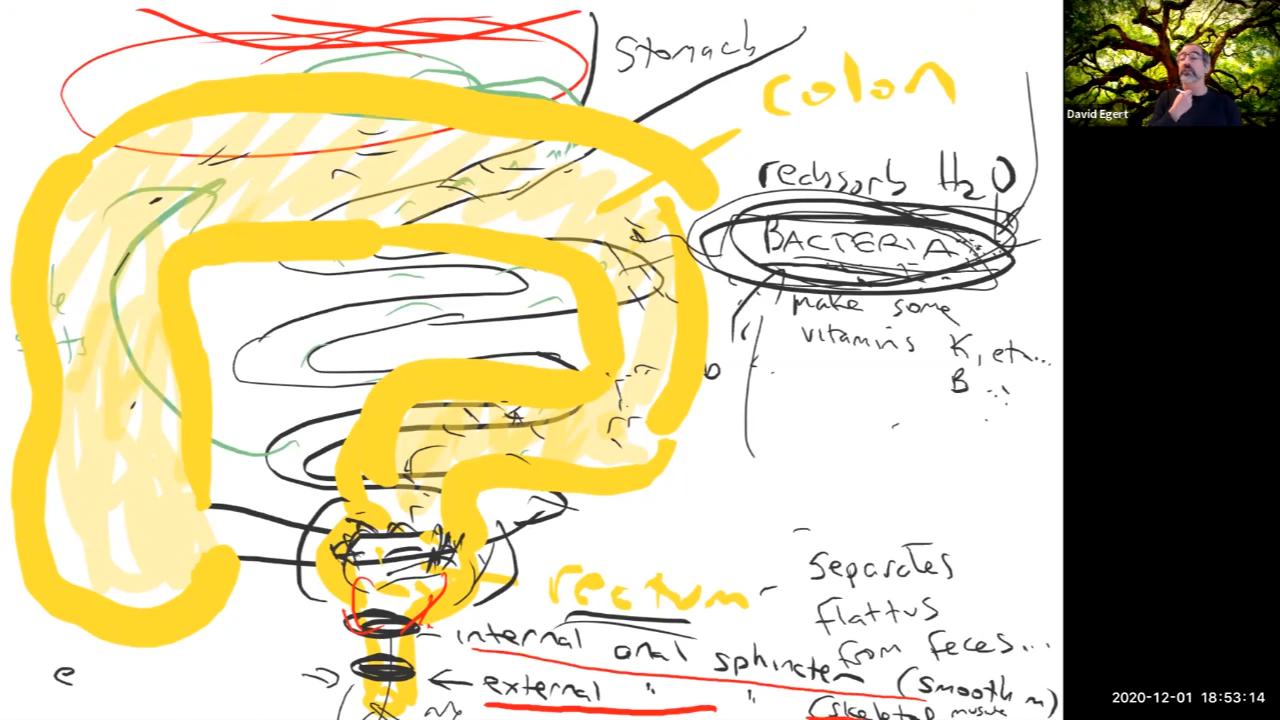 Stomach
colon
David Egert
reabsorb H2O
BACTERIA
make some
vitamins K, etc...
B
rectum - separates
flattus
from feces...
internal anal sphincter (smooth m)
← external " " (skeletal muscle
e
2020-12-01 18:53:14